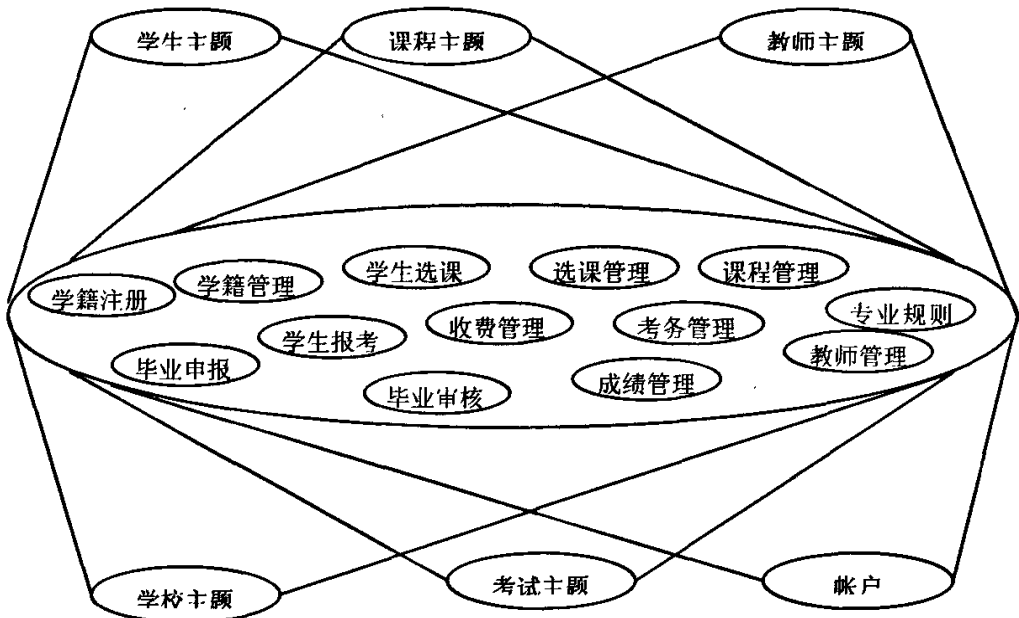 学生主题
课程主题
教师主题
学籍注册
学籍管理
学生选课
选课管理
课程管理
学生报考
收费管理
考务管理
专业规则
毕业申报
毕业审核
成绩管理
教师管理
学校主题
考试主题
帐户